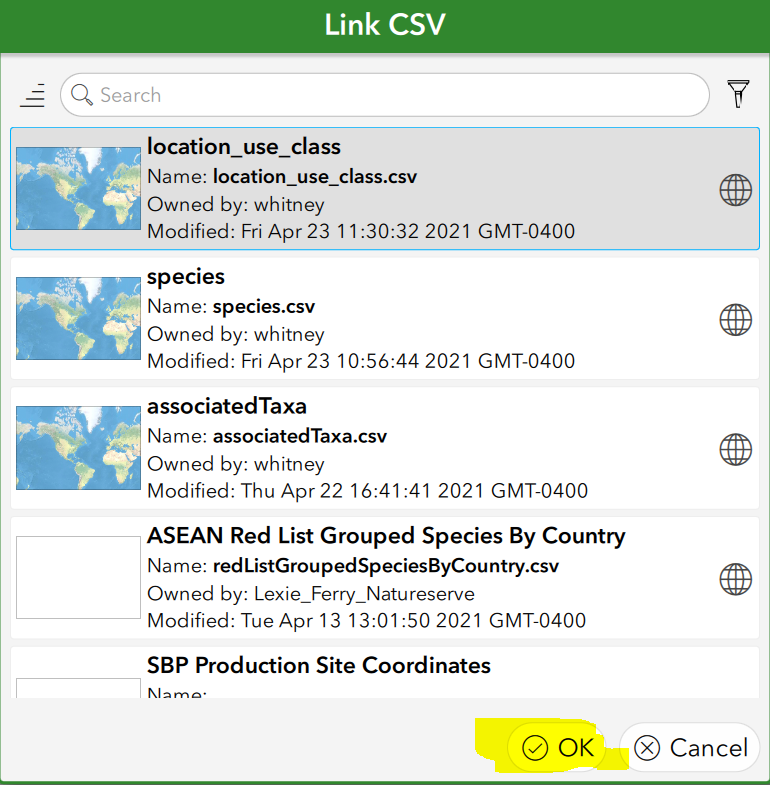 Link CSV
Search
location_use_class
Name: location_use_class.csv
Owned by: whitney
Modified: Fri Apr 23 11:30:32 2021 GMT-0400
species
Name: species.csv
Owned by: whitney
Modified: Fri Apr 23 10:56:44 2021 GMT-0400
associatedTaxa
Name: associatedTaxa.csv
Owned by: whitney
Modified: Thu Apr 22 16:41:41 2021 GMT-0400
ASEAN Red List Grouped Species By Country
Name: redListGroupedSpeciesByCountry.csv
Owned by: Lexie_Ferry_Natureserve
Modified: Tue Apr 13 13:01:50 2021 GMT-0400
SBP Production Site Coordinates
Name:
OK Cancel